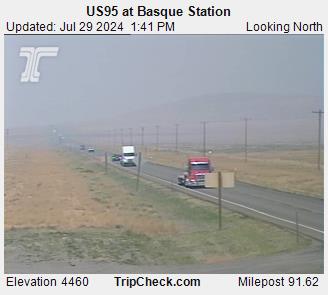 US95 at Basque Station
Updated: Jul 29 2024 1:41 PM Looking North
Elevation 4460 TripCheck.com Milepost 91.62